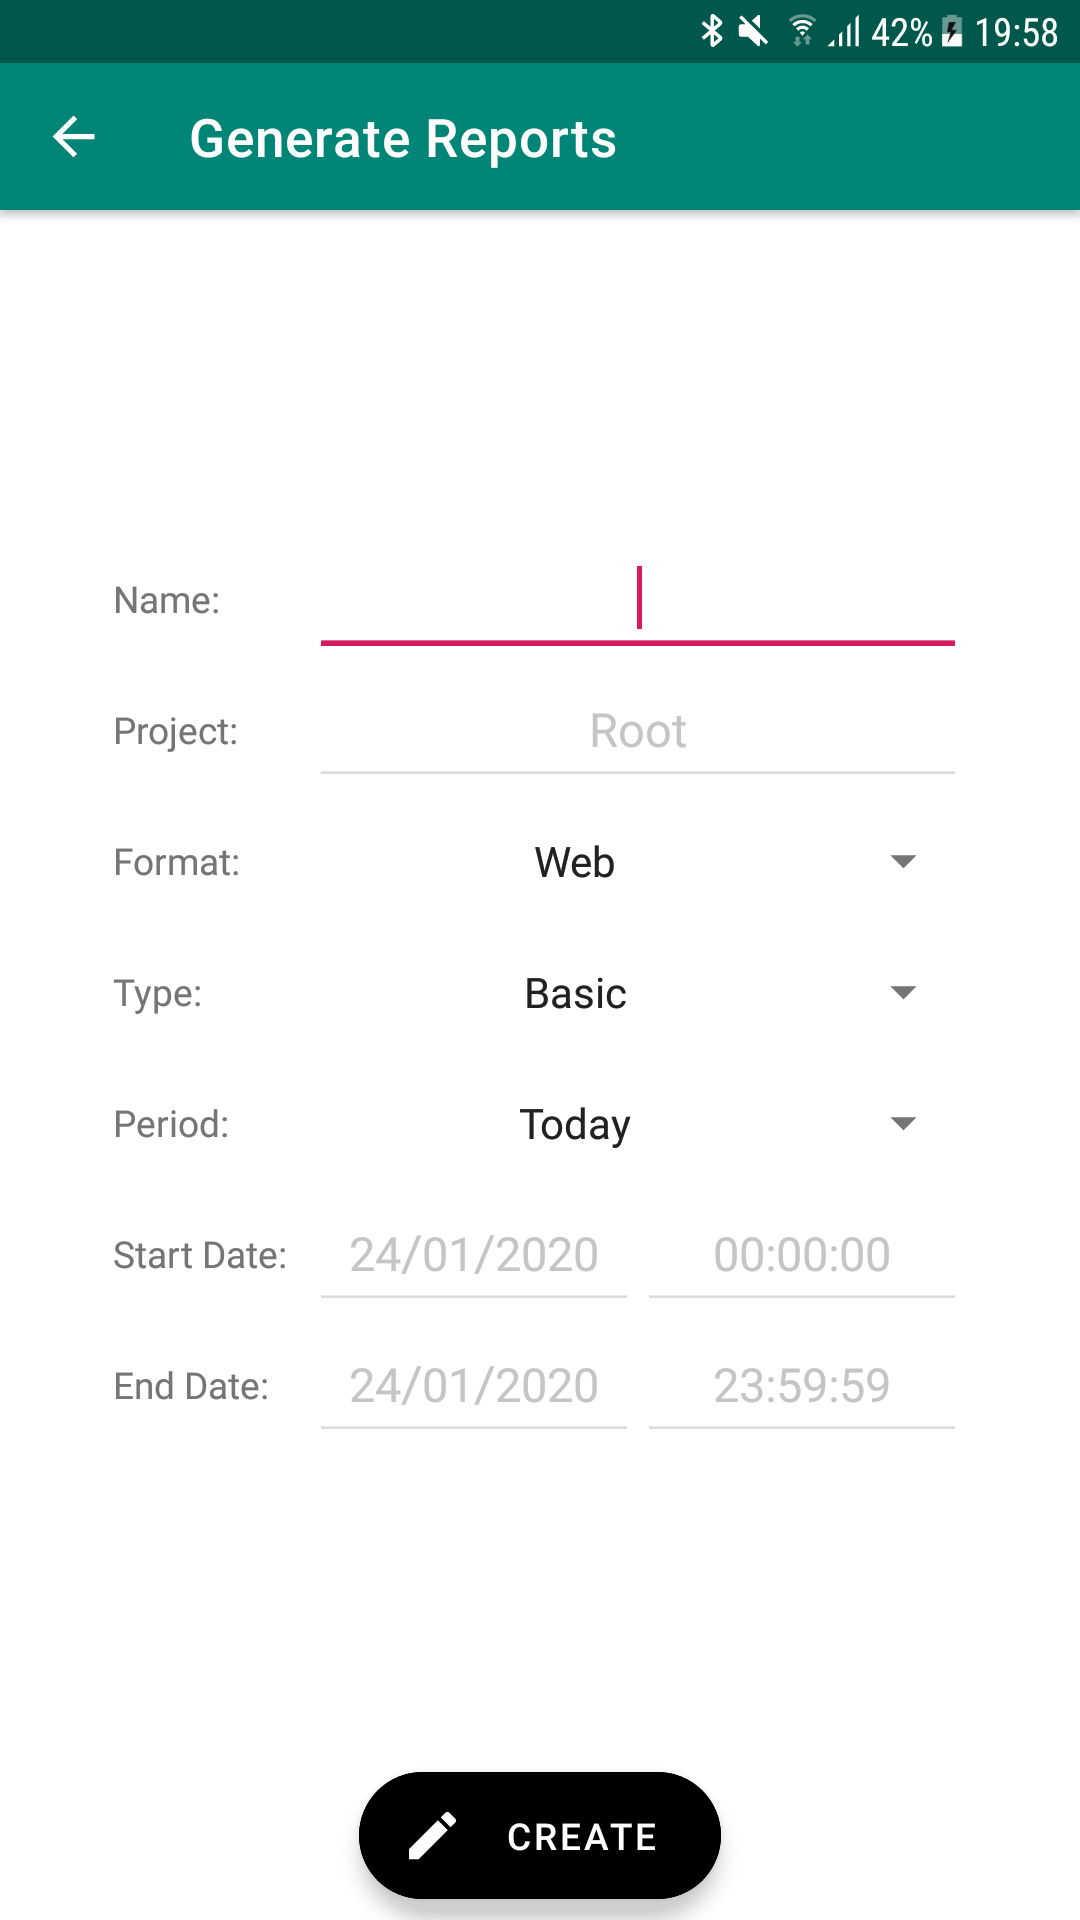 42% 19:58
Generate Reports
Name:
Project: Root
Format: Web
Type: Basic
Period: Today
Start Date: 24/01/2020 00:00:00
End Date: 24/01/2020 23:59:59
CREATE